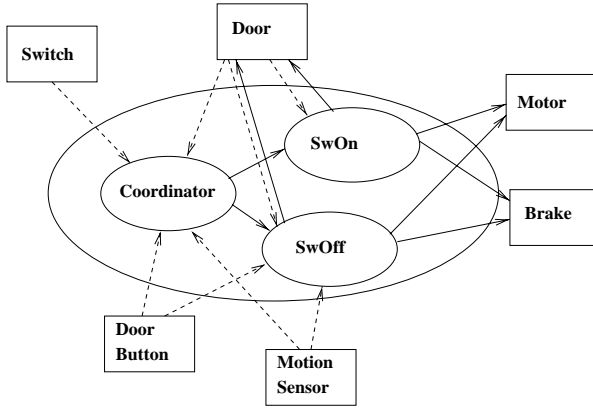 Door
Switch
Motor
SwOn
Coordinator
Brake
SwOff
Door
Button
Motion
Sensor